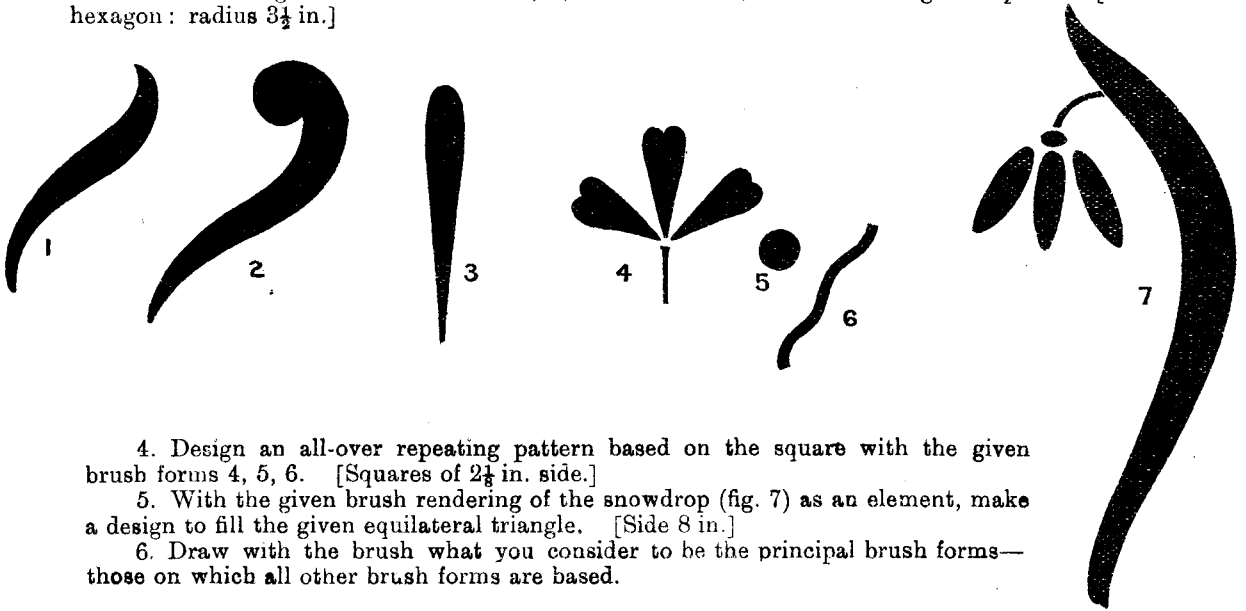 hexagon : radius 3½ in.]
1
2
3
4
5
6
7
4. Design an all-over repeating pattern based on the square with the given
brush forms 4, 5, 6. [Squares of 2⅛ in. side.]
5. With the given brush rendering of the snowdrop (fig. 7) as an element, make
a design to fill the given equilateral triangle. [Side 8 in.]
6. Draw with the brush what you consider to be the principal brush forms—
those on which all other brush forms are based.